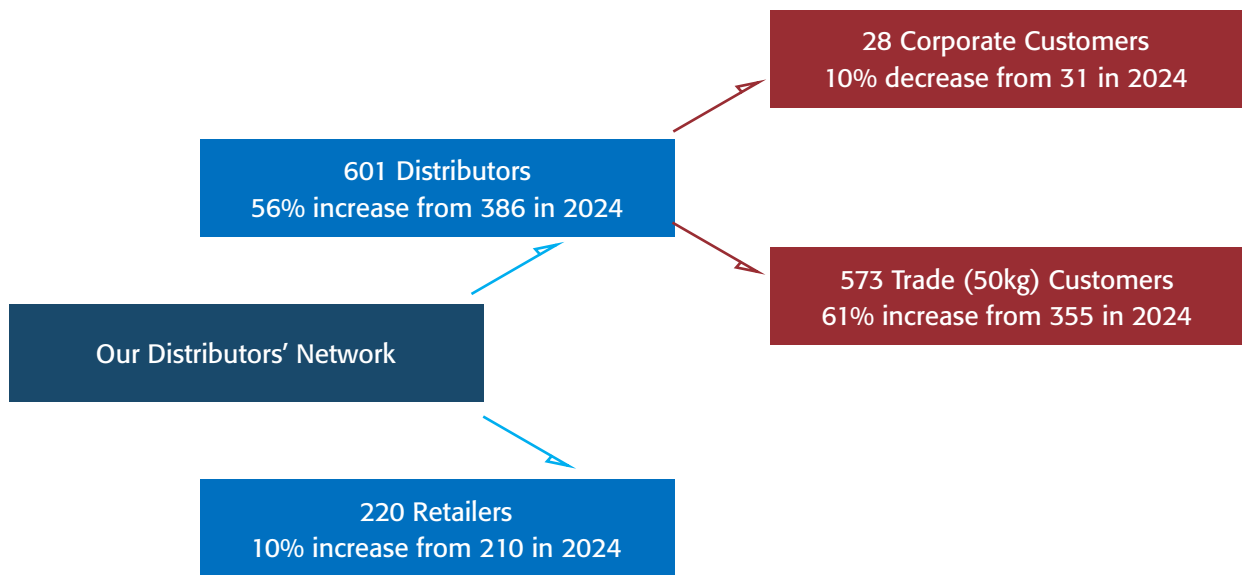 28 Corporate Customers
10% decrease from 31 in 2024
601 Distributors
56% increase from 386 in 2024
573 Trade (50kg) Customers
61% increase from 355 in 2024
Our Distributors’ Network
220 Retailers
10% increase from 210 in 2024